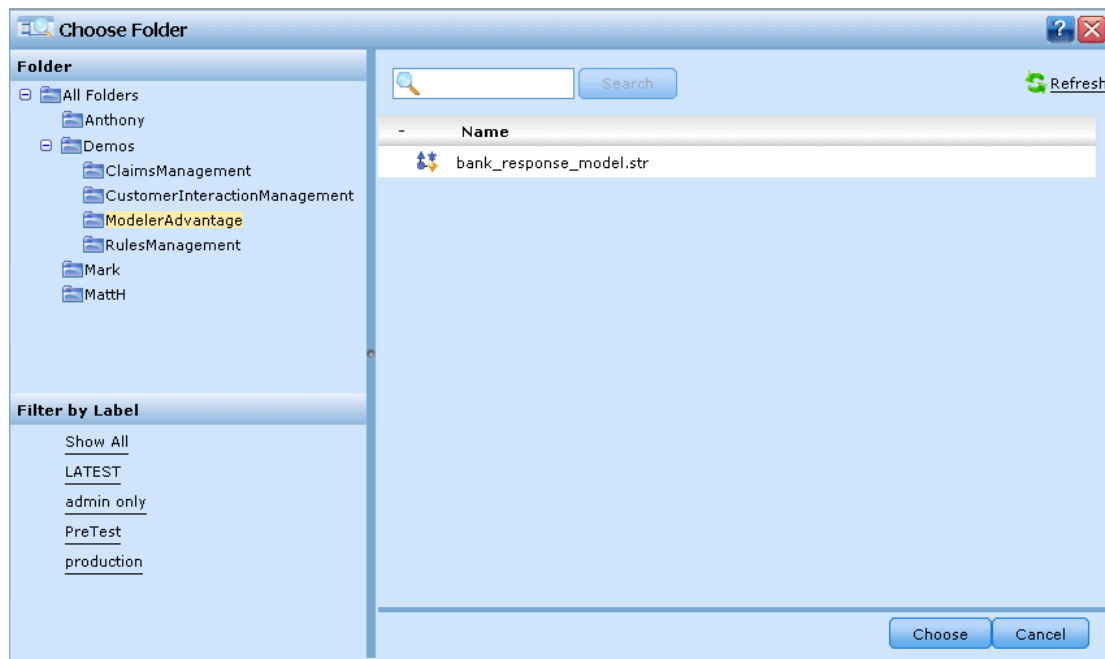 Choose Folder
?
Folder
All Folders
Anthony
Demos
ClaimsManagement
CustomerInteractionManagement
ModelerAdvantage
RulesManagement
Mark
MattH
Filter by Label
Show All
LATEST
admin only
PreTest
production
Search
Refresh
- Name
bank_response_model.str
Choose Cancel